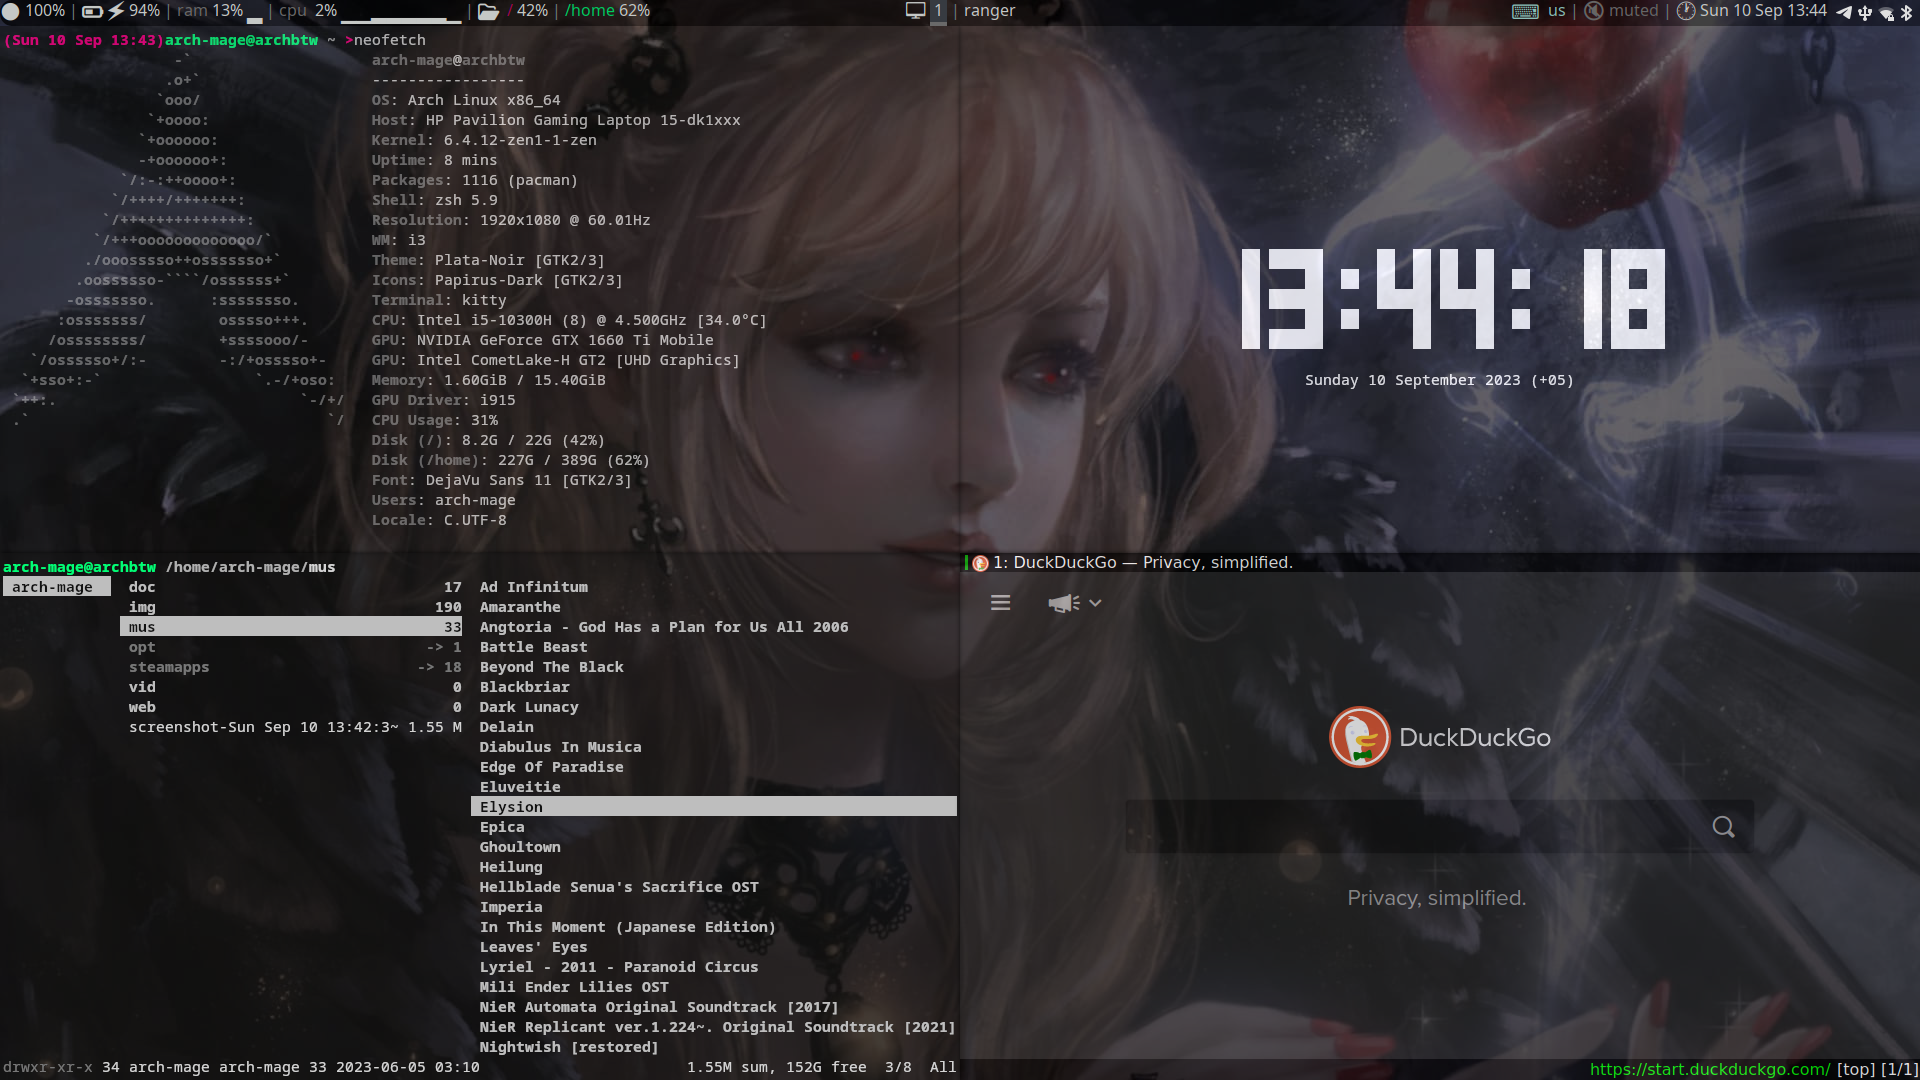 100% | 94% | ram 13% | cpu 2% | / 42% | /home 62% 1 | ranger us | muted | Sun 10 Sep 13:44
(Sun 10 Sep 13:43)arch-mage@archbtw ~ >neofetch
arch-mage@archbtw
-----------------
OS: Arch Linux x86_64
Host: HP Pavilion Gaming Laptop 15-dk1xxx
Kernel: 6.4.12-zen1-1-zen
Uptime: 8 mins
Packages: 1116 (pacman)
Shell: zsh 5.9
Resolution: 1920x1080 @ 60.01Hz
WM: i3
Theme: Plata-Noir [GTK2/3]
Icons: Papirus-Dark [GTK2/3]
Terminal: kitty
CPU: Intel i5-10300H (8) @ 4.500GHz [34.0°C]
GPU: NVIDIA GeForce GTX 1660 Ti Mobile
GPU: Intel CometLake-H GT2 [UHD Graphics]
Memory: 1.60GiB / 15.40GiB
GPU Driver: i915
CPU Usage: 31%
Disk (/): 8.2G / 22G (42%)
Disk (/home): 227G / 389G (62%)
Font: DejaVu Sans 11 [GTK2/3]
Users: arch-mage
Locale: C.UTF-8
13:44:18
Sunday 10 September 2023 (+05)
arch-mage@archbtw /home/arch-mage/mus
arch-mage
doc 17
img 190
mus 33
opt -> 1
steamapps -> 18
vid 0
web 0
screenshot-Sun Sep 10 13:42:3~ 1.55 M
Ad Infinitum
Amaranthe
Angtoria - God Has a Plan for Us All 2006
Battle Beast
Beyond The Black
Blackbriar
Dark Lunacy
Delain
Diabulus In Musica
Edge Of Paradise
Eluveitie
Elysion
Epica
Ghoultown
Heilung
Hellblade Senua's Sacrifice OST
Imperia
In This Moment (Japanese Edition)
Leaves' Eyes
Lyriel - 2011 - Paranoid Circus
Mili Ender Lilies OST
NieR Automata Original Soundtrack [2017]
NieR Replicant ver.1.224~. Original Soundtrack [2021]
Nightwish [restored]
drwxr-xr-x 34 arch-mage arch-mage 33 2023-06-05 03:10 1.55M sum, 152G free 3/8 All
1: DuckDuckGo — Privacy, simplified.
DuckDuckGo
Privacy, simplified.
https://start.duckduckgo.com/ [top] [1/1]